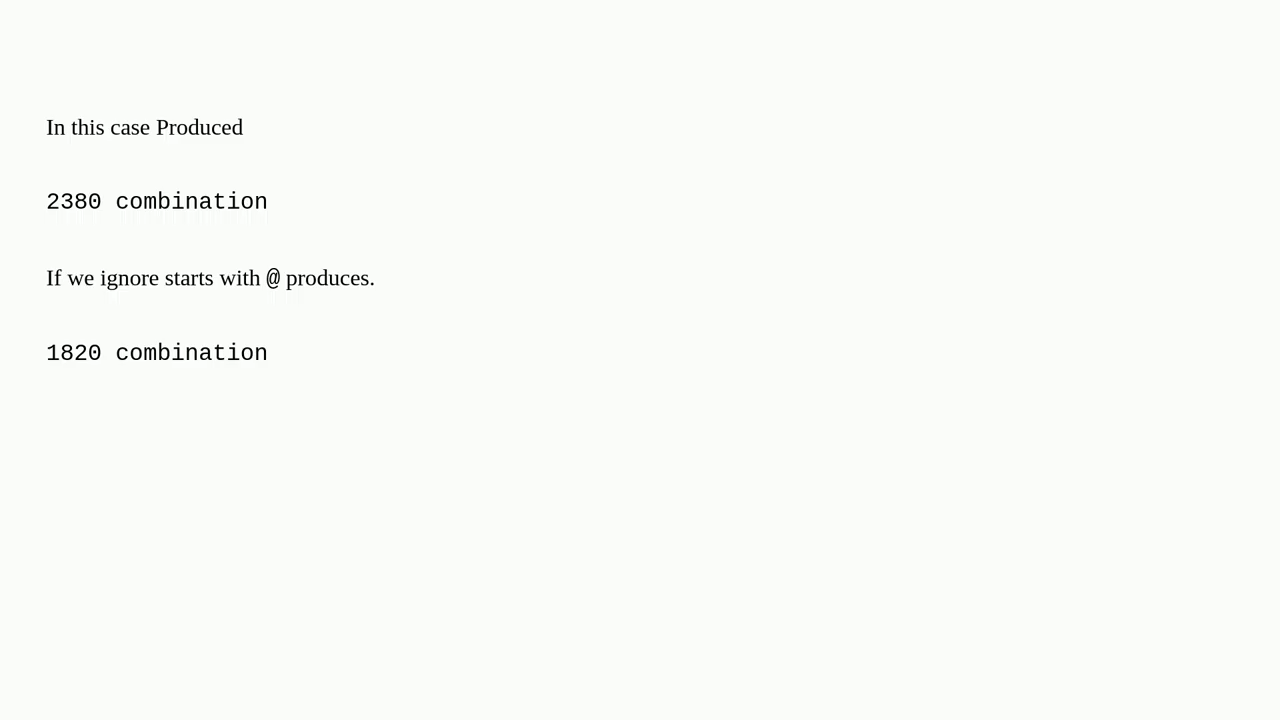 In this case Produced
2380 combination
If we ignore starts with @ produces.
1820 combination